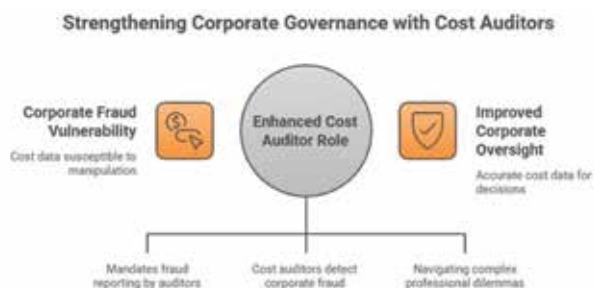 Strengthening Corporate Governance with Cost Auditors
Corporate Fraud
Vulnerability
Cost data susceptible to
manipulation
Enhanced Cost
Auditor Role
Improved
Corporate
Oversight
Accurate cost data for
decisions
Mandates fraud
reporting by auditors
Cost auditors detect
corporate fraud
Navigating complex
professional dilemmas